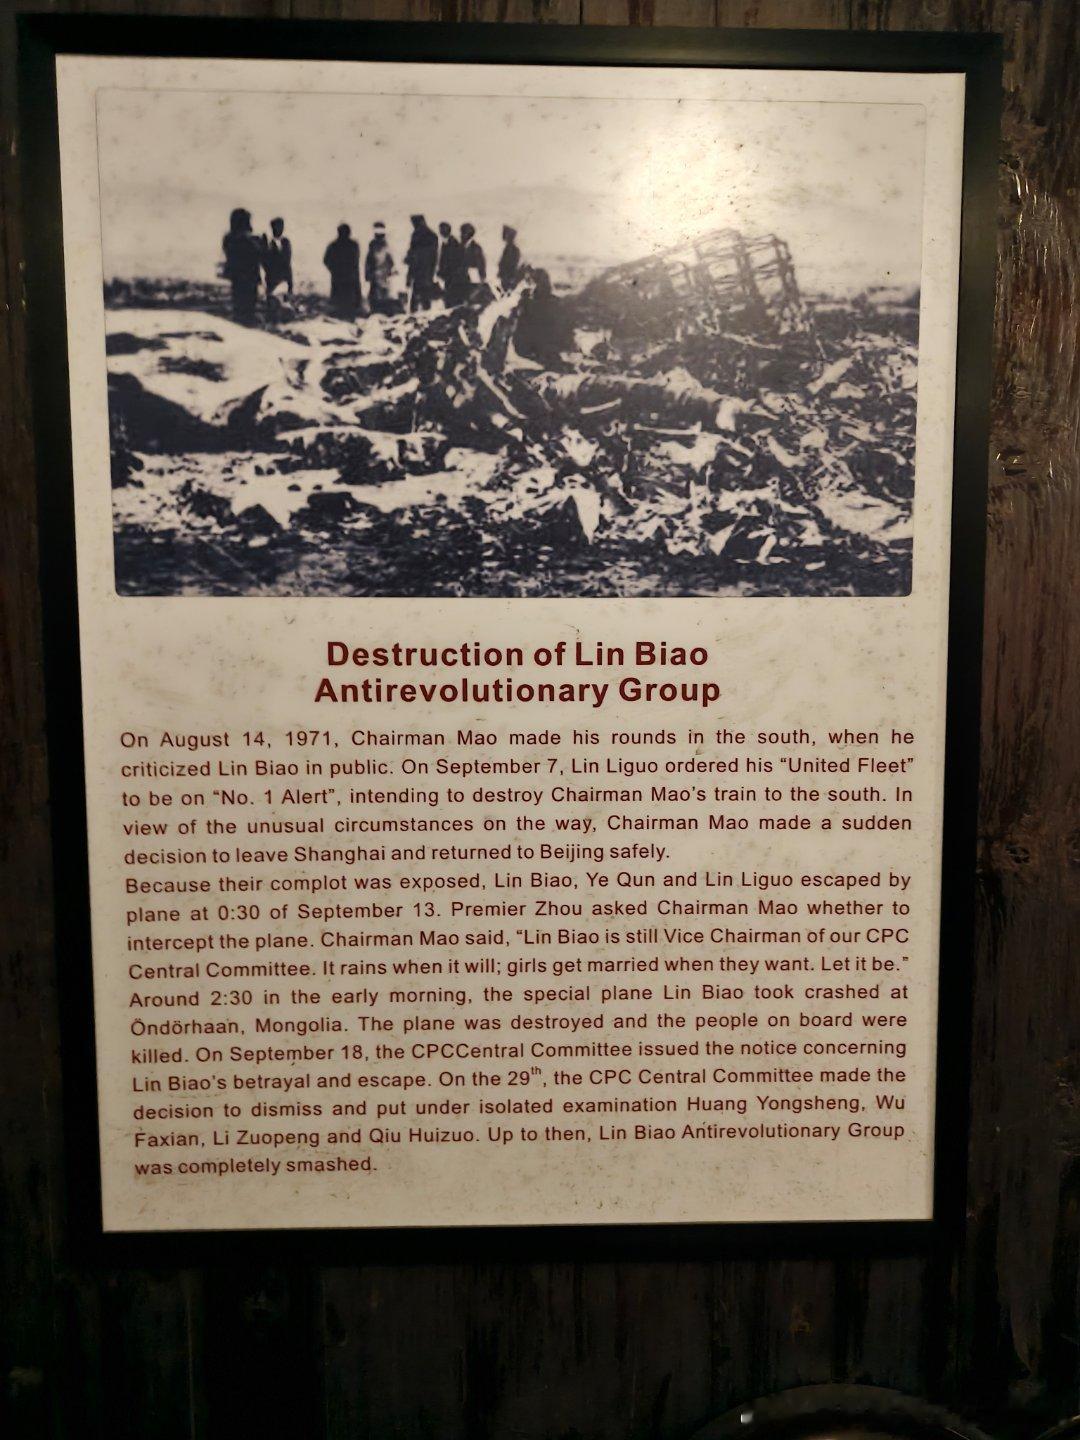 Destruction of Lin Biao
Antirevolutionary Group
On August 14, 1971, Chairman Mao made his rounds in the south, when he
criticized Lin Biao in public. On September 7, Lin Liguo ordered his “United Fleet”
to be on “No. 1 Alert”, intending to destroy Chairman Mao’s train to the south. In
view of the unusual circumstances on the way, Chairman Mao made a sudden
decision to leave Shanghai and returned to Beijing safely.
Because their complot was exposed, Lin Biao, Ye Qun and Lin Liguo escaped by
plane at 0:30 of September 13. Premier Zhou asked Chairman Mao whether to
intercept the plane. Chairman Mao said, “Lin Biao is still Vice Chairman of our CPC
Central Committee. It rains when it will; girls get married when they want. Let it be.”
Around 2:30 in the early morning, the special plane Lin Biao took crashed at
Öndörhaan, Mongolia. The plane was destroyed and the people on board were
killed. On September 18, the CPCCentral Committee issued the notice concerning
Lin Biao’s betrayal and escape. On the 29th, the CPC Central Committee made the
decision to dismiss and put under isolated examination Huang Yongsheng, Wu
Faxian, Li Zuopeng and Qiu Huizuo. Up to then, Lin Biao Antirevolutionary Group
was completely smashed.